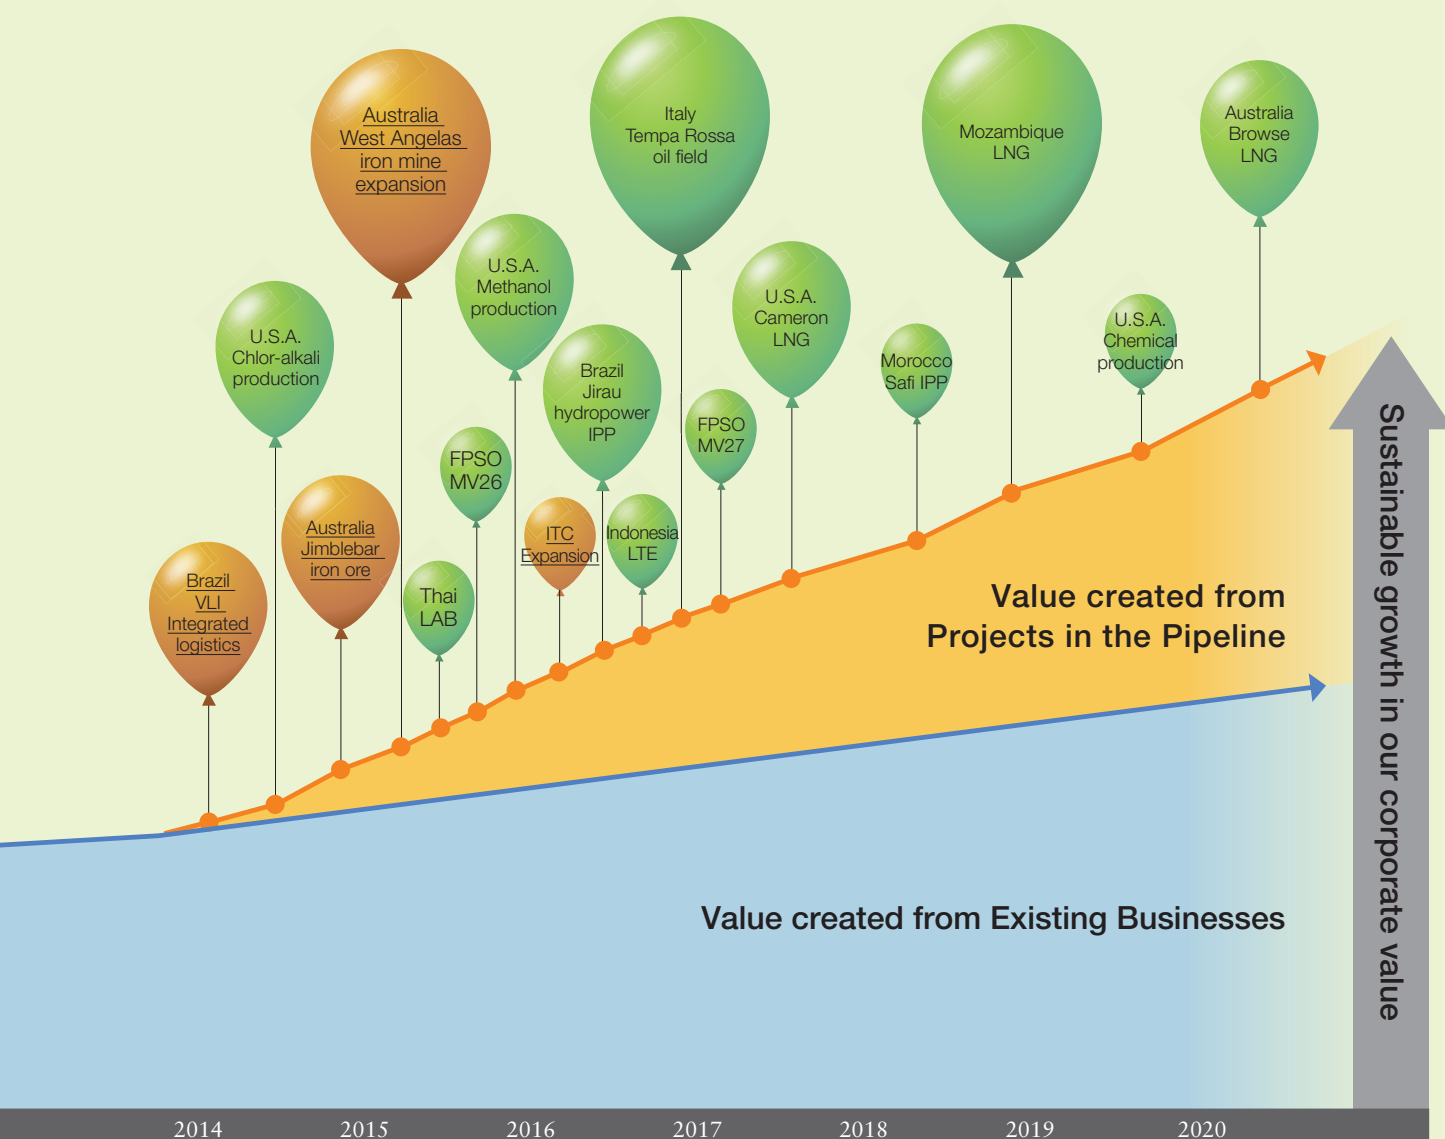 Australia
West Angelas
iron mine
expansion
Italy
Tempa Rossa
oil field
Mozambique
LNG
Australia
Browse
LNG
U.S.A.
Chlor-alkali
production
U.S.A.
Methanol
production
U.S.A.
Cameron
LNG
U.S.A.
Chemical
production
Morocco
Safi IPP
Brazil
Jirau
hydropower
IPP
FPSO
MV27
FPSO
MV26
Australia
Jimblebar
iron ore
ITC
Expansion
Indonesia
LTE
Brazil
VLI
Integrated
logistics
Thai
LAB
Value created from
Projects in the Pipeline
Value created from Existing Businesses
Sustainable growth in our corporate value
2014 2015 2016 2017 2018 2019 2020